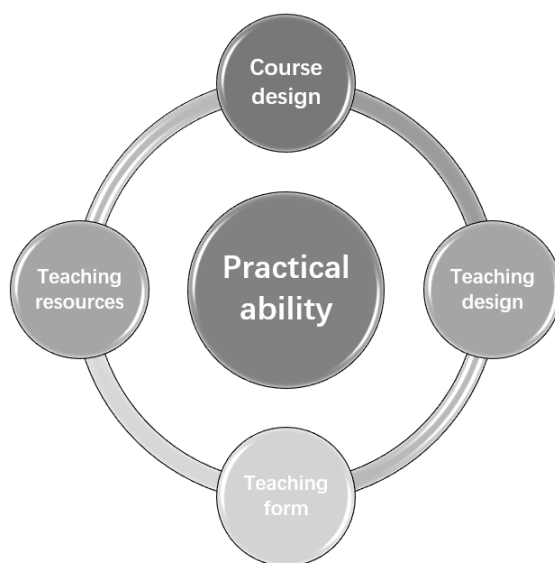 Course
design
Teaching
resources
Practical
ability
Teaching
design
Teaching
form